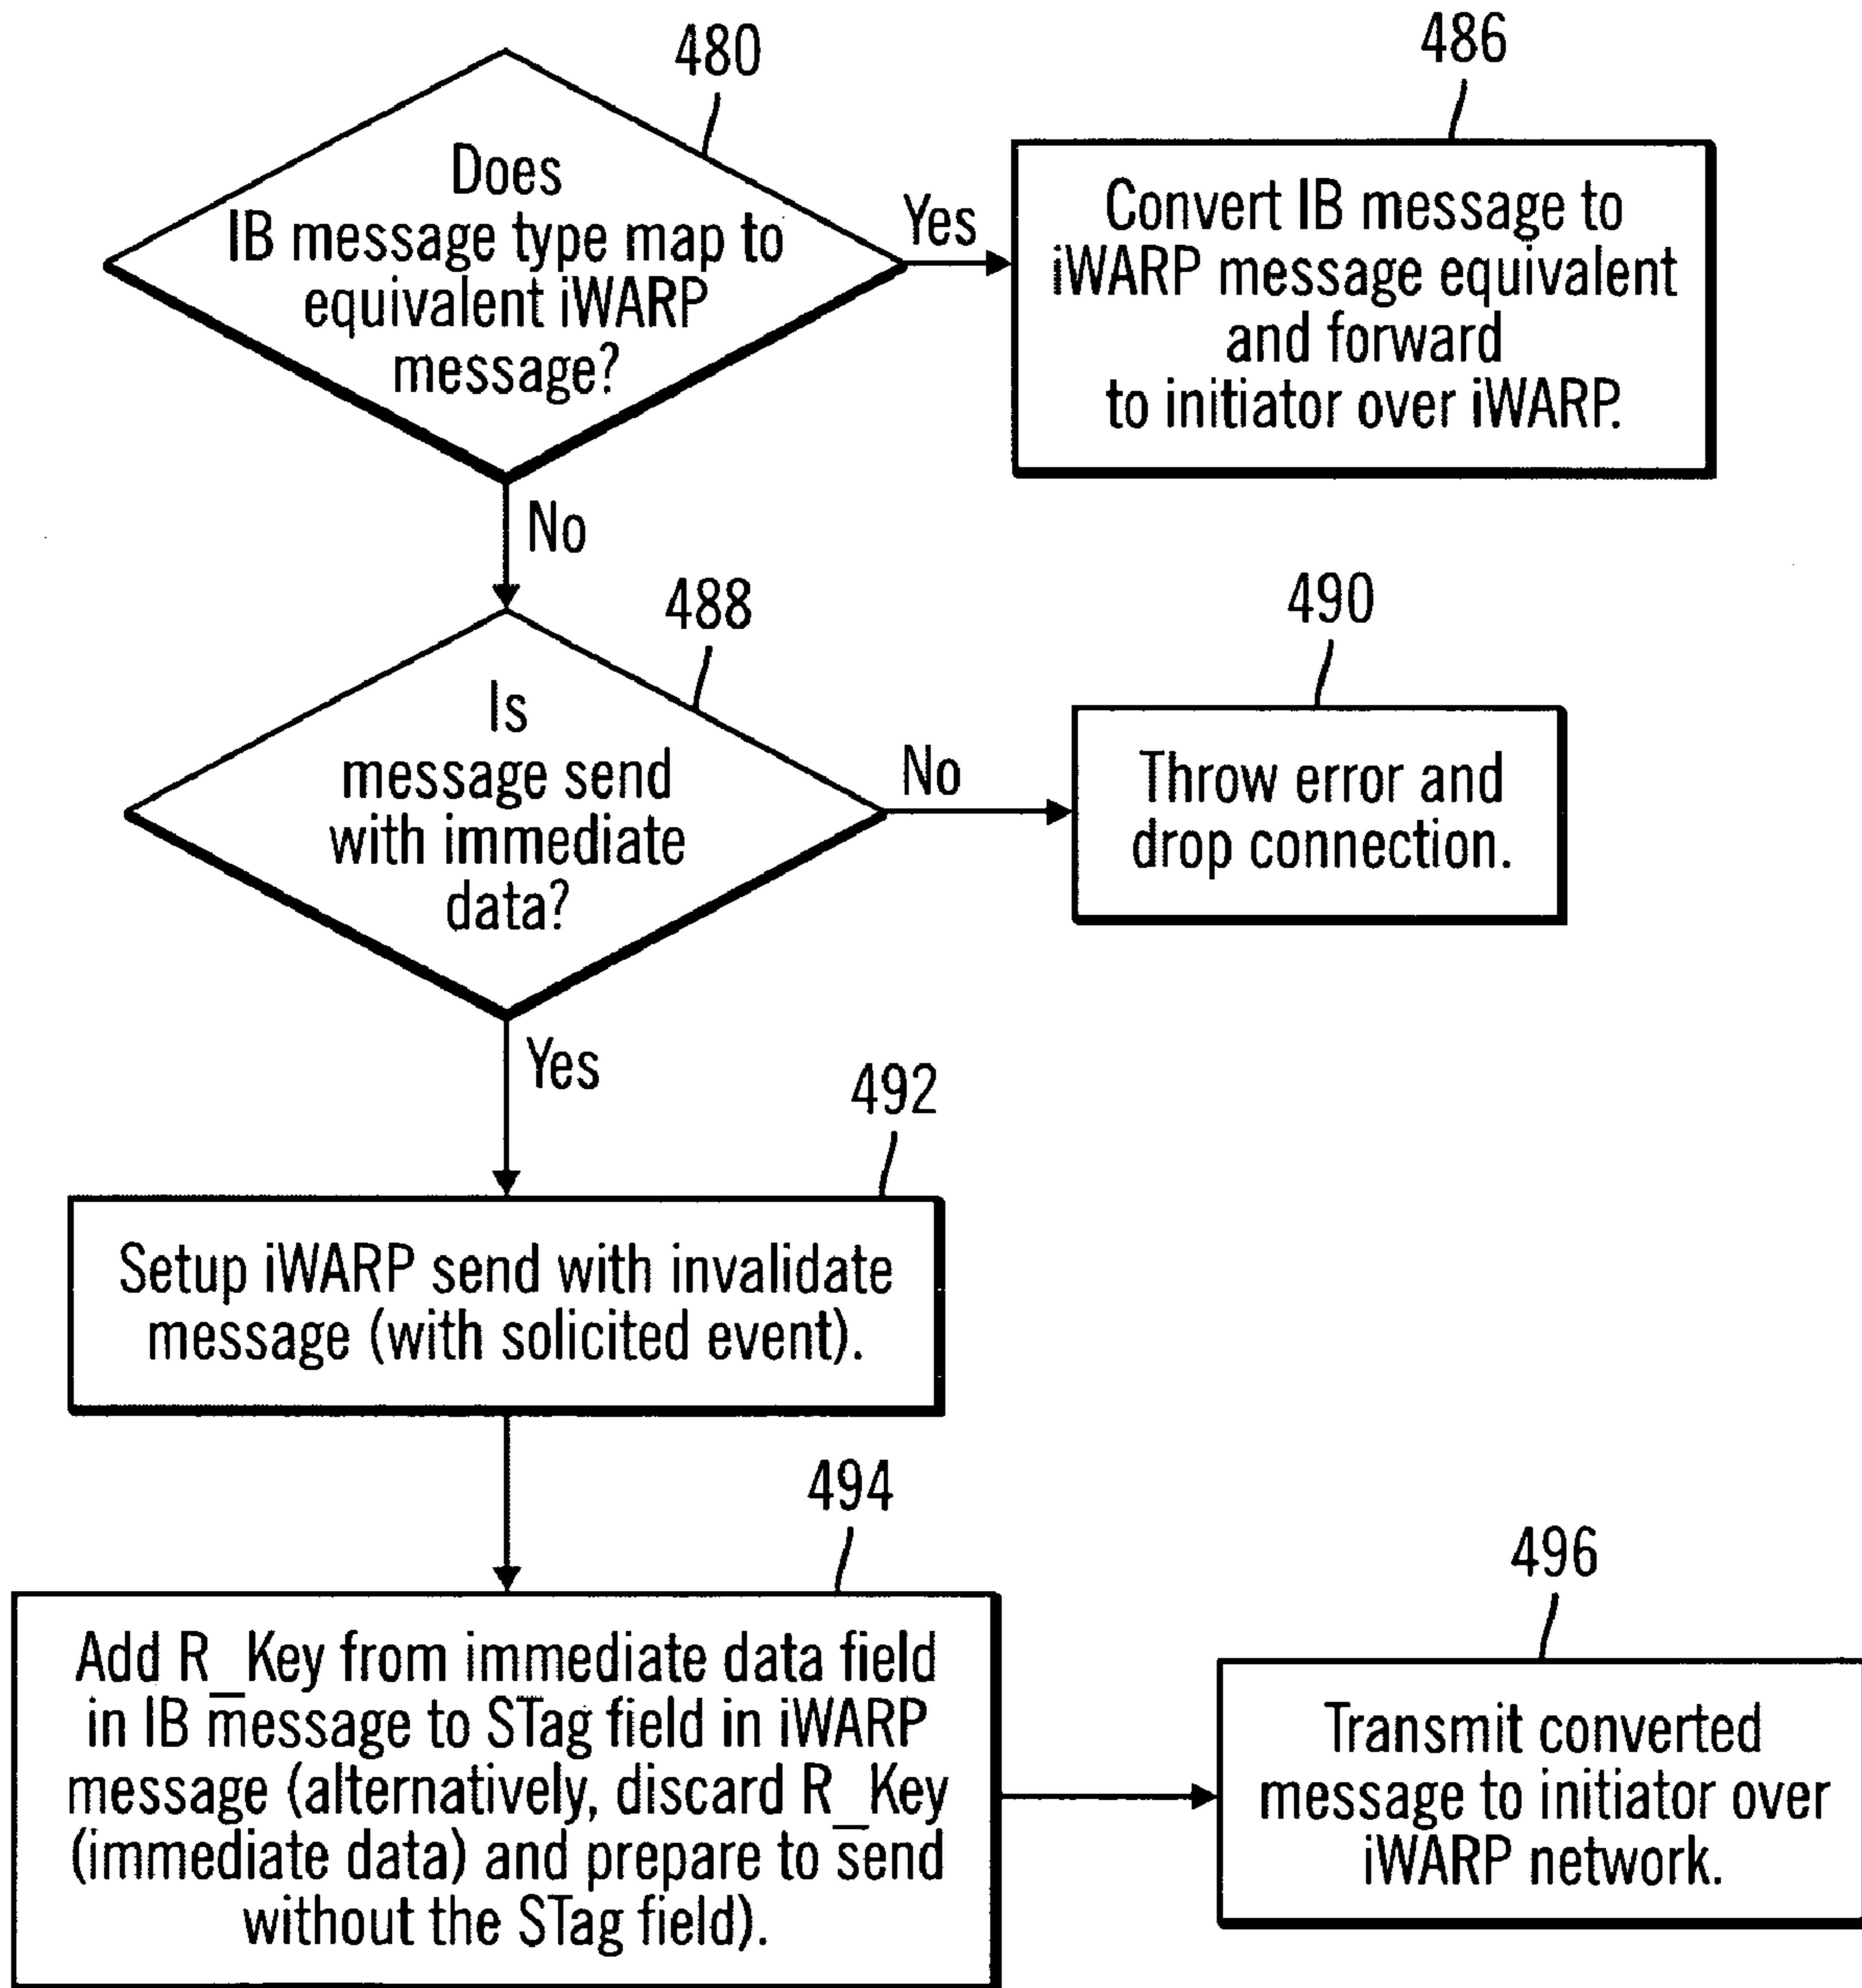 480
Does
IB message type map to
equivalent iWARP
message?
Yes
486
Convert IB message to
iWARP message equivalent
and forward
to initiator over iWARP.
No
488
Is
message send
with immediate
data?
No
490
Throw error and
drop connection.
Yes
492
Setup iWARP send with invalidate
message (with solicited event).
494
Add R_Key from immediate data field
in IB message to STag field in iWARP
message (alternatively, discard R_Key
(immediate data) and prepare to send
without the STag field).
496
Transmit converted
message to initiator over
iWARP network.